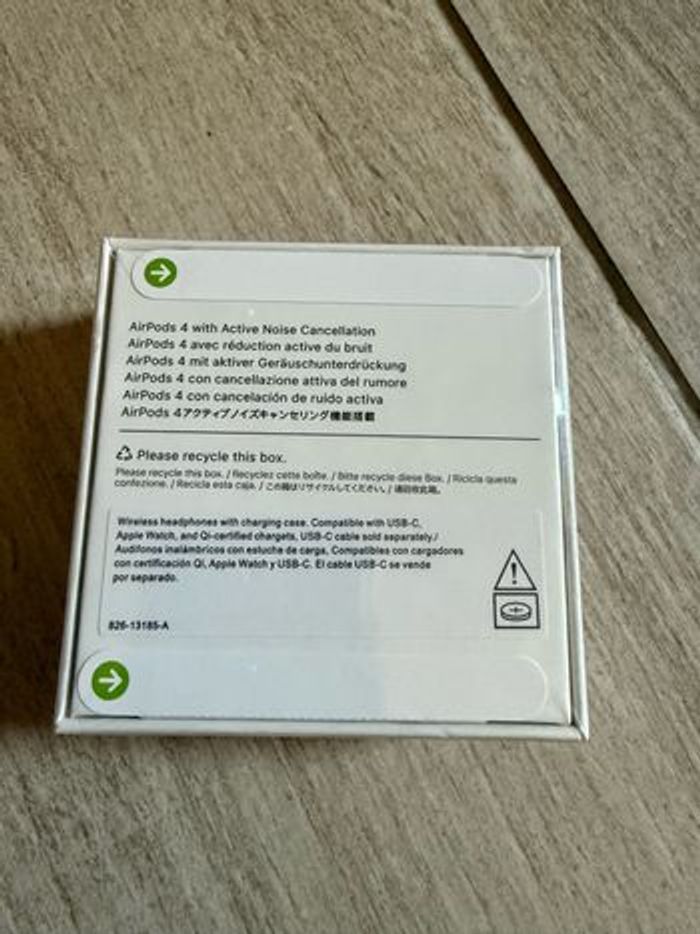 AirPods 4 with Active Noise Cancellation
AirPods 4 avec réduction active du bruit
AirPods 4 mit aktiver Geräuschunterdrückung
AirPods 4 con cancellazione attiva del rumore
AirPods 4 con cancelación de ruido activa
AirPods 4アクティブノイズキャンセリング機能搭載
Please recycle this box.
Please recycle this box. / Recyclez cette boîte. / Bitte recycle diese Box. / Ricicla questa
confezione. / Recicla esta caja. / この箱はリサイクルしてください。/ 請回收此箱。
Wireless headphones with charging case. Compatible with USB-C,
Apple Watch, and Qi-certified chargets, USB-C cable sold separately./
Audífonos inalámbricos con estuche de carga, Compatibles con cargadores
con certificación Qi, Apple Watch y USB-C. El cable USB-C se vende
por separado.
826-13185-A